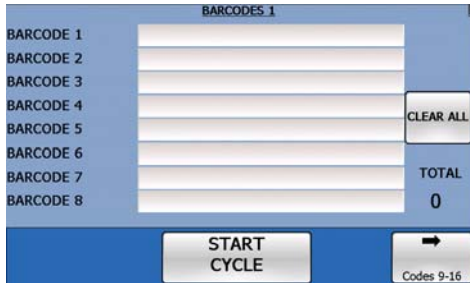 BARCODES 1
BARCODE 1
BARCODE 2
BARCODE 3
BARCODE 4
BARCODE 5
BARCODE 6
BARCODE 7
BARCODE 8
CLEAR ALL
TOTAL
0
START
CYCLE
Codes 9-16